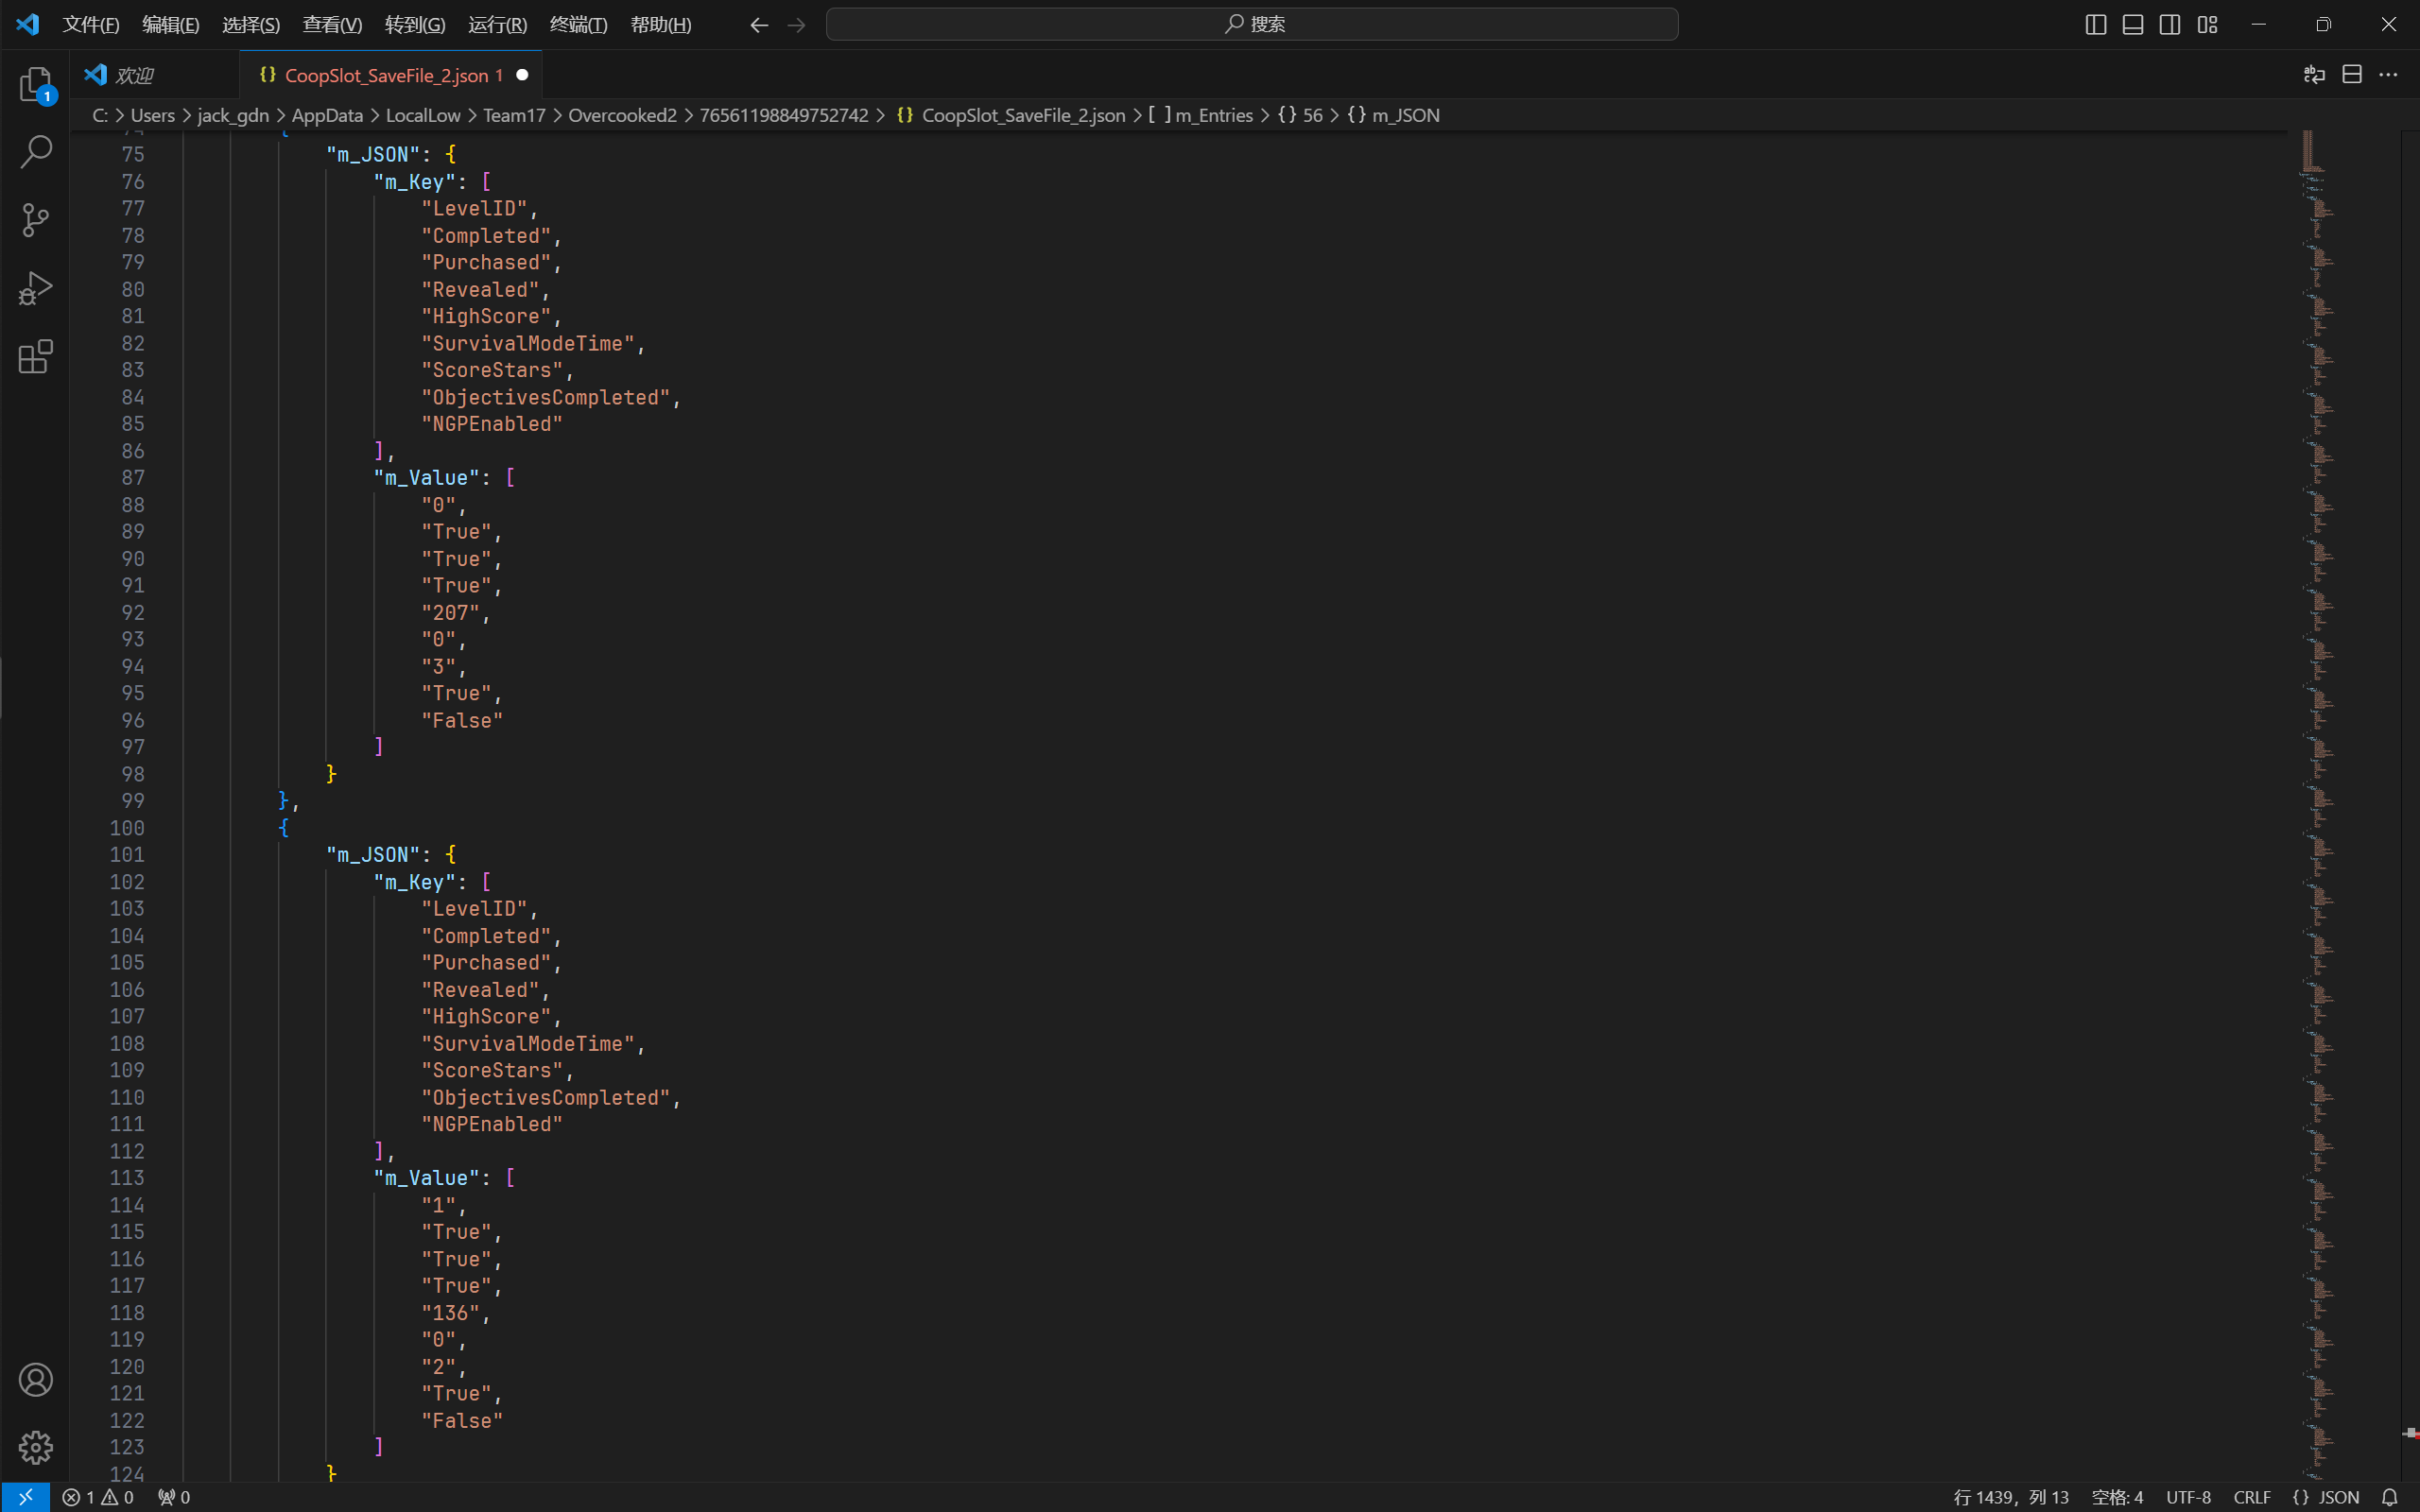 文件(F) 编辑(E) 选择(S) 查看(V) 转到(G) 运行(R) 终端(T) 帮助(H) 搜索
欢迎 {} CoopSlot_SaveFile_2.json 1
1
C: > Users > jack_gdn > AppData > LocalLow > Team17 > Overcooked2 > 76561198849752742 > {} CoopSlot_SaveFile_2.json > [ ] m_Entries > {} 56 > {} m_JSON
74 {
75 "m_JSON": {
76 "m_Key": [
77 "LevelID",
78 "Completed",
79 "Purchased",
80 "Revealed",
81 "HighScore",
82 "SurvivalModeTime",
83 "ScoreStars",
84 "ObjectivesCompleted",
85 "NGPEnabled"
86 ],
87 "m_Value": [
88 "0",
89 "True",
90 "True",
91 "True",
92 "207",
93 "0",
94 "3",
95 "True",
96 "False"
97 ]
98 }
99 },
100 {
101 "m_JSON": {
102 "m_Key": [
103 "LevelID",
104 "Completed",
105 "Purchased",
106 "Revealed",
107 "HighScore",
108 "SurvivalModeTime",
109 "ScoreStars",
110 "ObjectivesCompleted",
111 "NGPEnabled"
112 ],
113 "m_Value": [
114 "1",
115 "True",
116 "True",
117 "True",
118 "136",
119 "0",
120 "2",
121 "True",
122 "False"
123 ]
124 }
1 0 0 行 1439，列 13 空格: 4 UTF-8 CRLF {} JSON